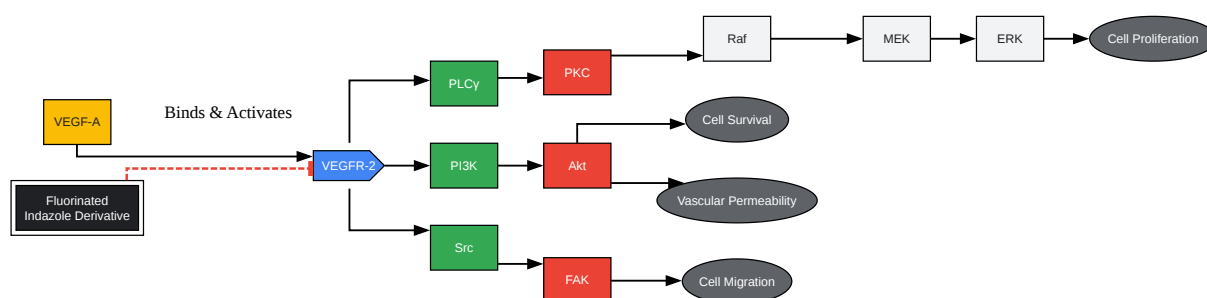 Raf
MEK
ERK
Cell Proliferation
PLCγ
PKC
VEGF-A
Binds & Activates
Cell Survival
VEGFR-2
PI3K
Akt
Fluorinated
Indazole Derivative
Vascular Permeability
Src
FAK
Cell Migration